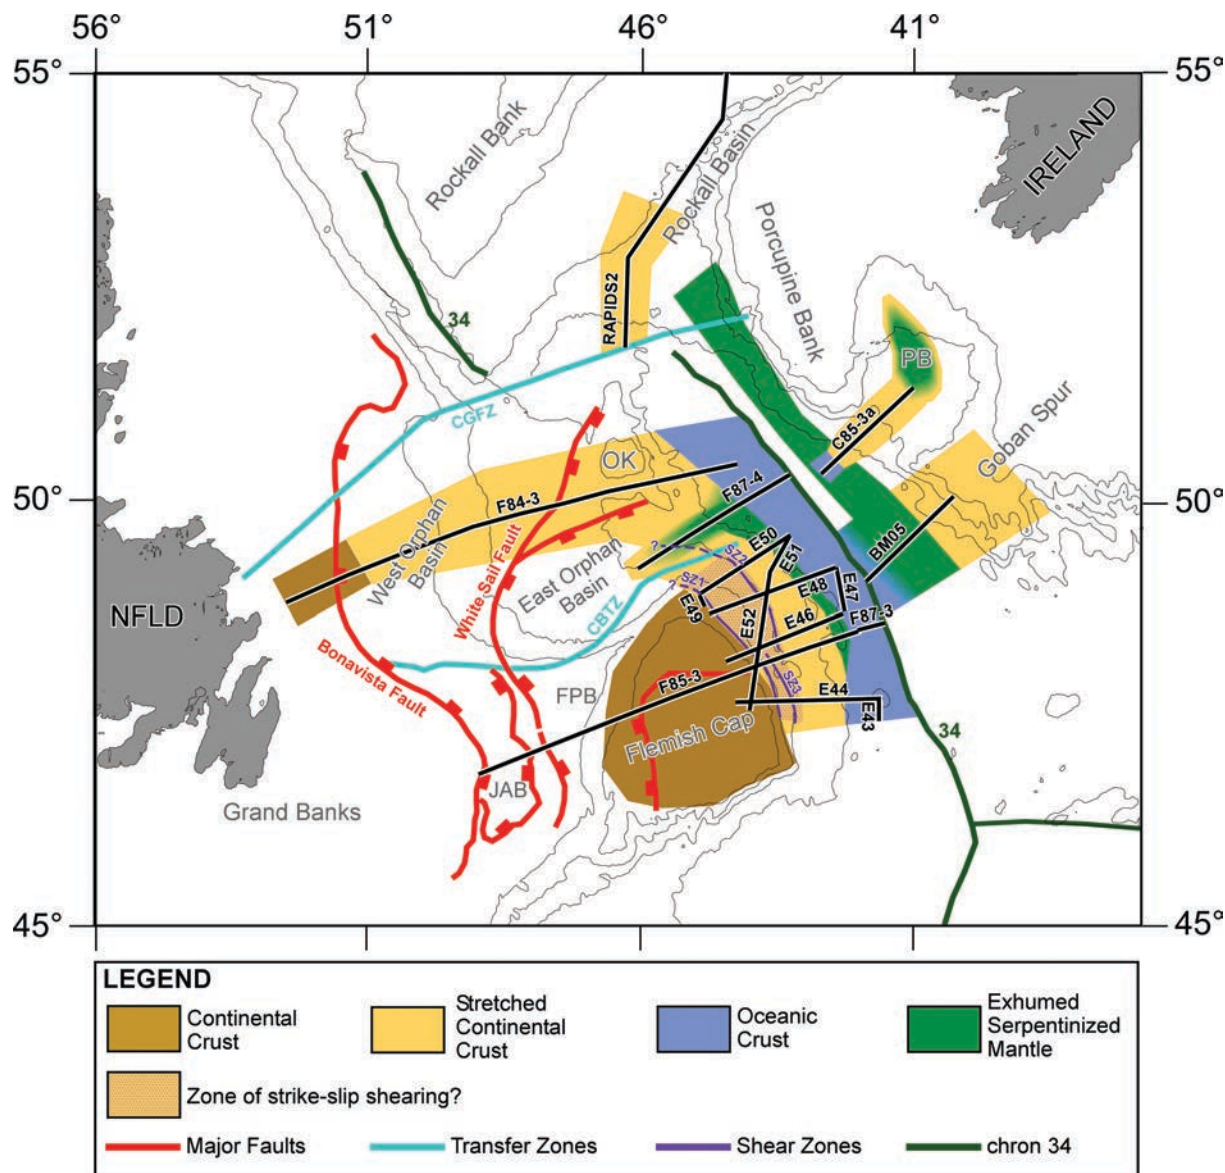 56°
51°
46°
41°
55°
55°
Rockall Bank
Rockall Basin
IRELAND
Porcupine Bank
RAPIDS2
34
PB
CGFZ
C85-3a
Goban Spur
OK
50°
50°
F84-3
F87-4
West Orphan
Basin
White Sail Fault
East Orphan
Basin
?
SZ2
E50
E51
BM05
SZ1
?
E49
E48
E47
NFLD
CBTZ
E52
E46
F87-3
Bonavista Fault
FPB
F85-3
SZ3
E44
E43
Flemish Cap
34
JAB
Grand Banks
45°
45°
LEGEND
Continental
Crust
Stretched
Continental
Crust
Oceanic
Crust
Exhumed
Serpentinized
Mantle
Zone of strike-slip shearing?
Major Faults
Transfer Zones
Shear Zones
chron 34